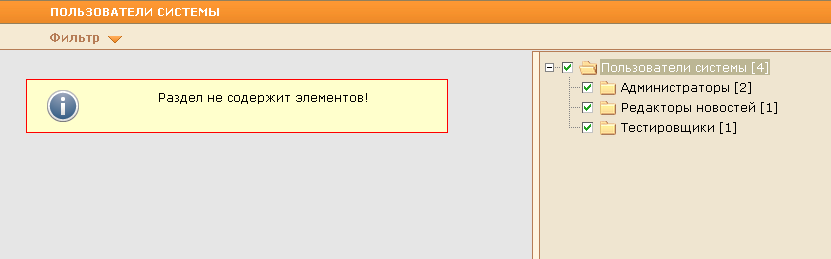 ПОЛЬЗОВАТЕЛИ СИСТЕМЫ
Фильтр
Раздел не содержит элементов!
Пользователи системы [4]
Администраторы [2]
Редакторы новостей [1]
Тестировщики [1]